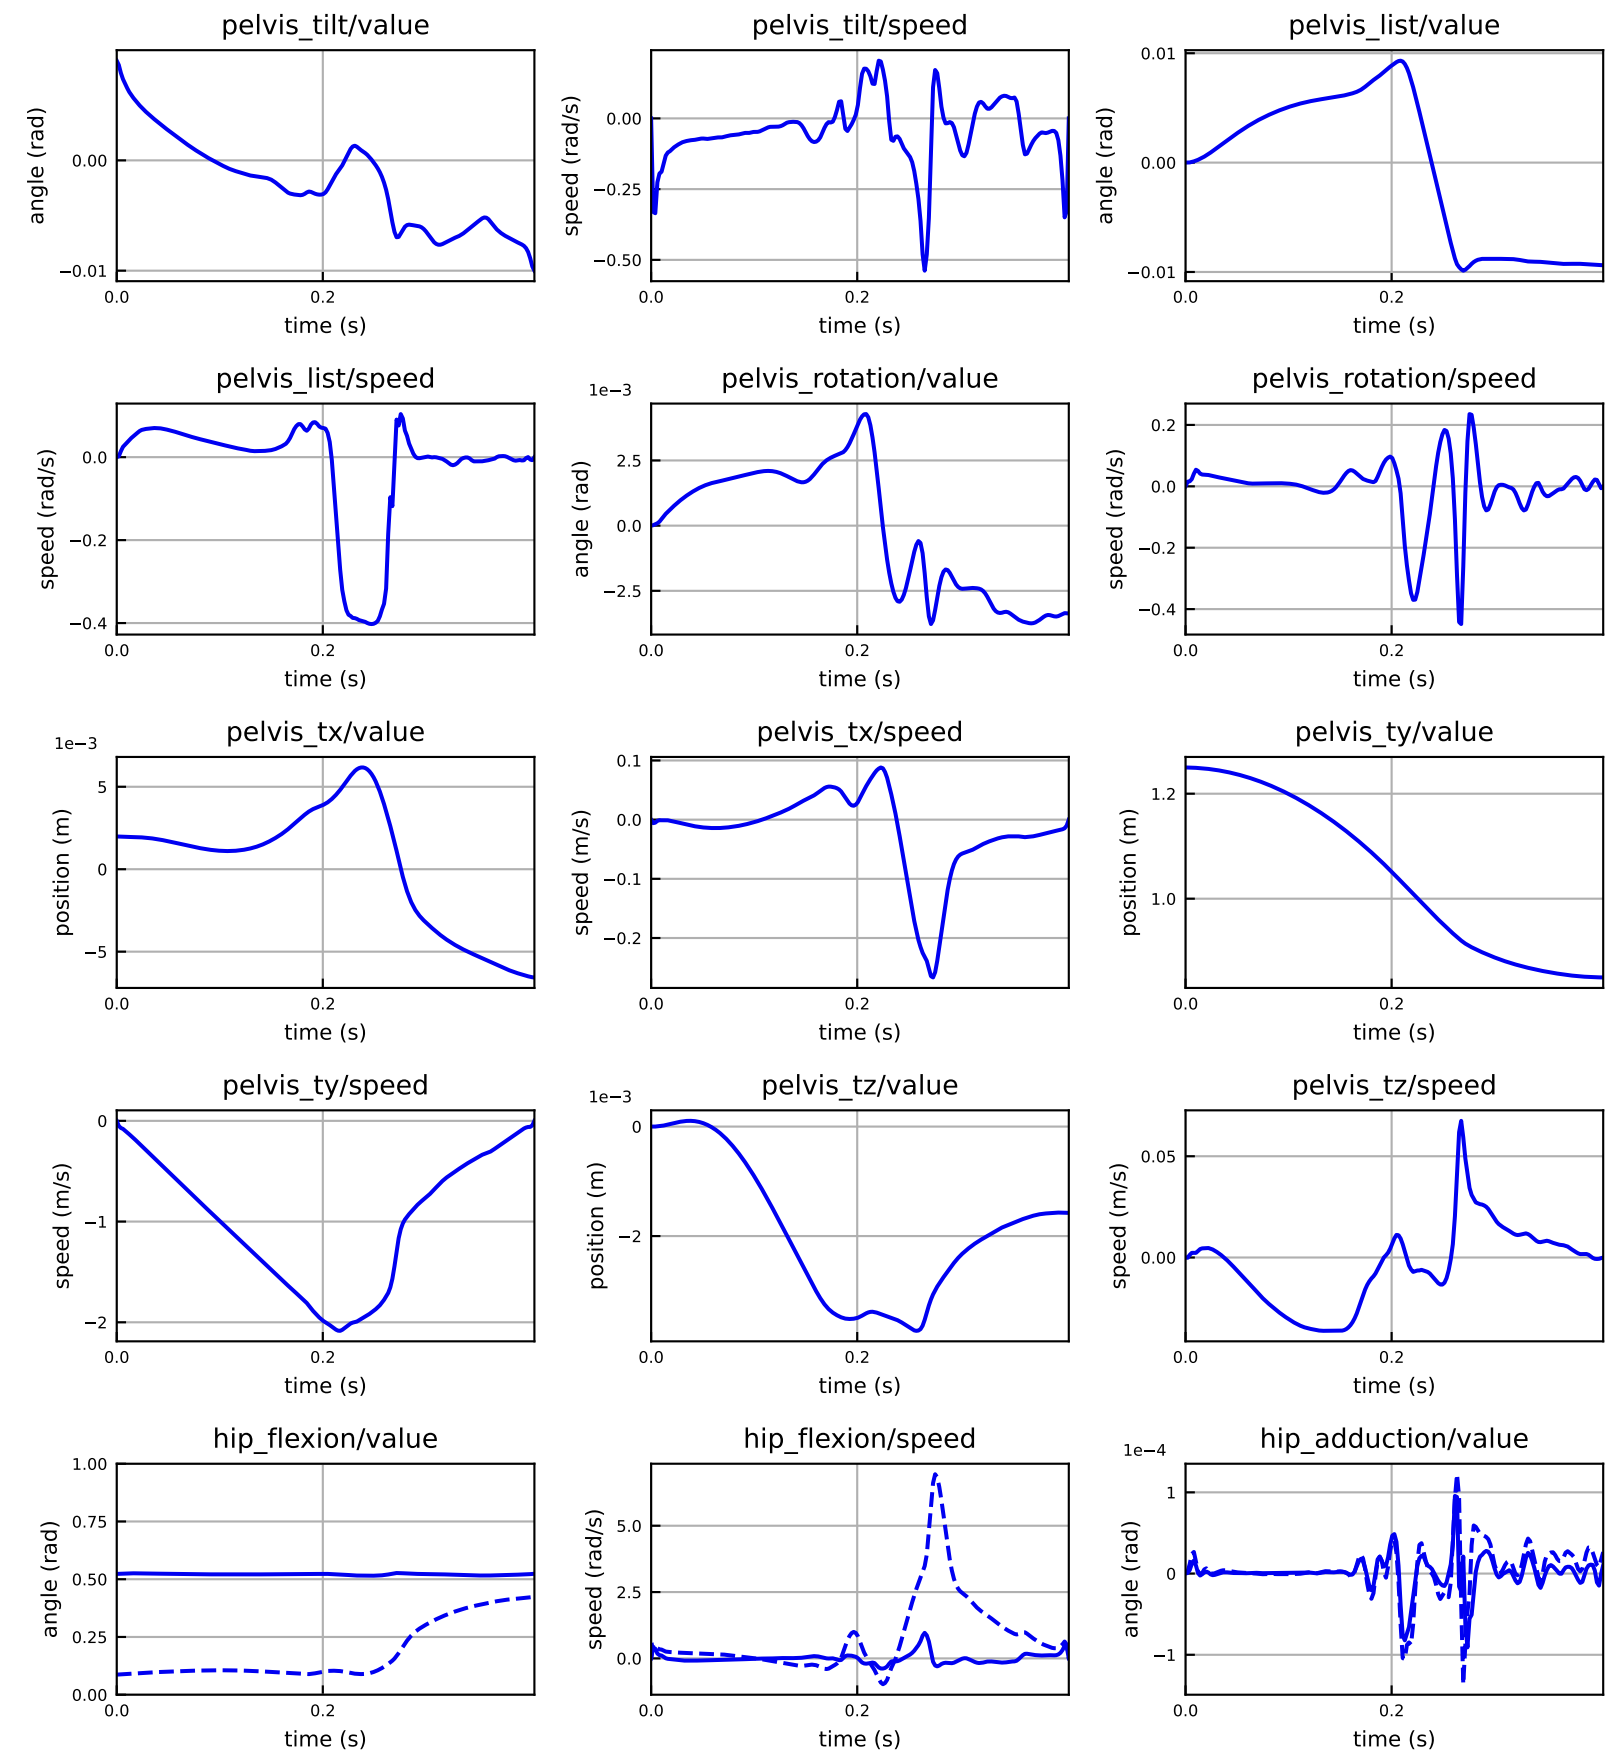 pelvis_tilt/value
angle (rad)
0.00
−0.01
0.0
0.2
time (s)
pelvis_tilt/speed
speed (rad/s)
0.00
−0.25
−0.50
0.0
0.2
time (s)
pelvis_list/value
angle (rad)
0.01
0.00
−0.01
0.0
0.2
time (s)
pelvis_list/speed
speed (rad/s)
0.0
−0.2
−0.4
0.0
0.2
time (s)
pelvis_rotation/value
1e−3
angle (rad)
2.5
0.0
−2.5
0.0
0.2
time (s)
pelvis_rotation/speed
speed (rad/s)
0.2
0.0
−0.2
−0.4
0.0
0.2
time (s)
pelvis_tx/value
1e−3
position (m)
5
0
−5
0.0
0.2
time (s)
pelvis_tx/speed
speed (m/s)
0.1
0.0
−0.1
−0.2
0.0
0.2
time (s)
pelvis_ty/value
position (m)
1.2
1.0
0.0
0.2
time (s)
pelvis_ty/speed
speed (m/s)
0
−1
−2
0.0
0.2
time (s)
pelvis_tz/value
1e−3
position (m)
0
−2
0.0
0.2
time (s)
pelvis_tz/speed
speed (m/s)
0.05
0.00
0.0
0.2
time (s)
hip_flexion/value
angle (rad)
1.00
0.75
0.50
0.25
0.00
0.0
0.2
time (s)
hip_flexion/speed
speed (rad/s)
5.0
2.5
0.0
0.0
0.2
time (s)
hip_adduction/value
1e−4
angle (rad)
1
0
−1
0.0
0.2
time (s)